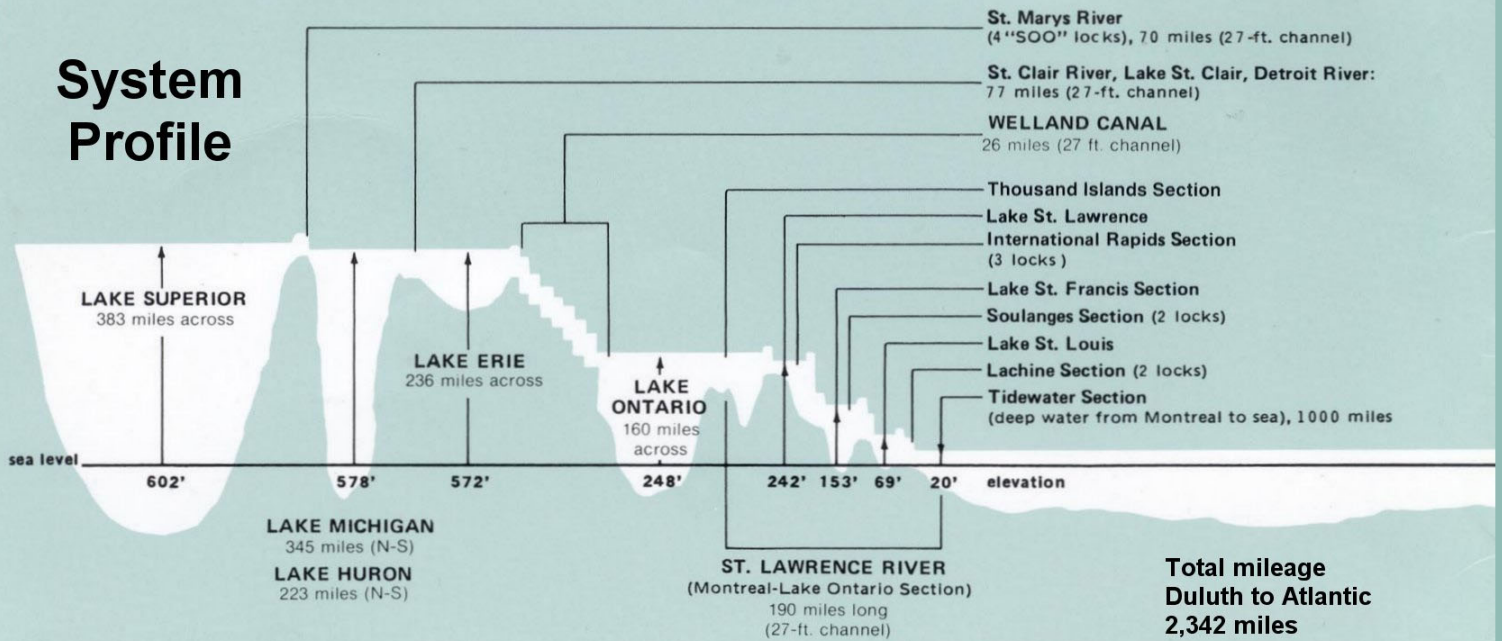 System
Profile
St. Marys River
(4 "SOO" locks), 70 miles (27-ft. channel)
St. Clair River, Lake St. Clair, Detroit River:
77 miles (27-ft. channel)
WELLAND CANAL
26 miles (27 ft. channel)
Thousand Islands Section
Lake St. Lawrence
International Rapids Section
(3 locks )
Lake St. Francis Section
Soulanges Section (2 locks)
Lake St. Louis
Lachine Section (2 locks)
Tidewater Section
(deep water from Montreal to sea), 1000 miles
LAKE SUPERIOR
383 miles across
LAKE ERIE
236 miles across
LAKE
ONTARIO
160 miles
across
sea level
602' 578' 572' 248' 242' 153' 69' 20' elevation
LAKE MICHIGAN
345 miles (N-S)
LAKE HURON
223 miles (N-S)
ST. LAWRENCE RIVER
(Montreal-Lake Ontario Section)
190 miles long
(27-ft. channel)
Total mileage
Duluth to Atlantic
2,342 miles